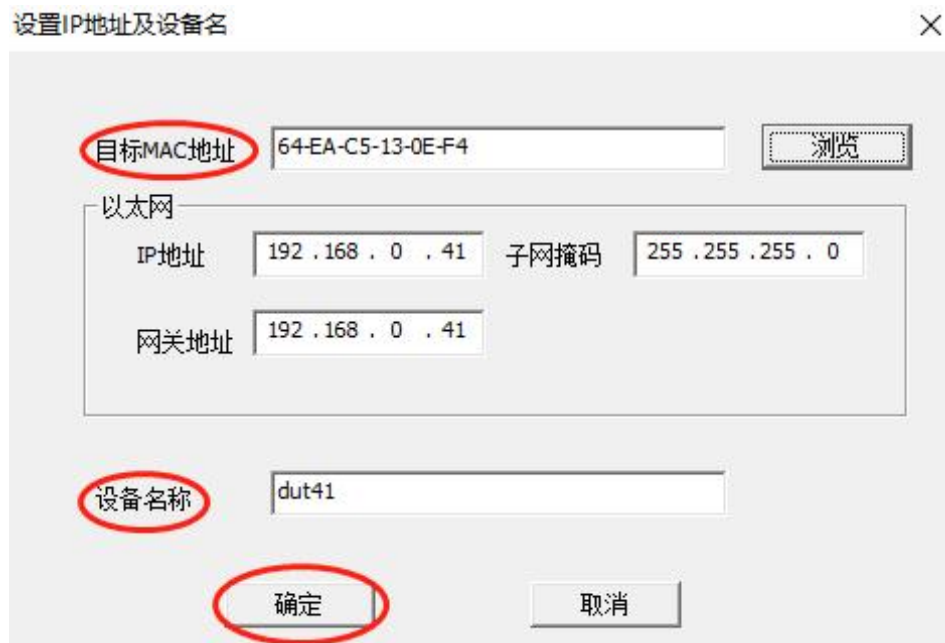 设置IP地址及设备名
目标MAC地址 64-EA-C5-13-0E-F4 浏览
以太网
IP地址 192 .168 . 0 . 41 子网掩码 255 .255 .255 . 0
网关地址 192 .168 . 0 . 41
设备名称 dut41
确定 取消